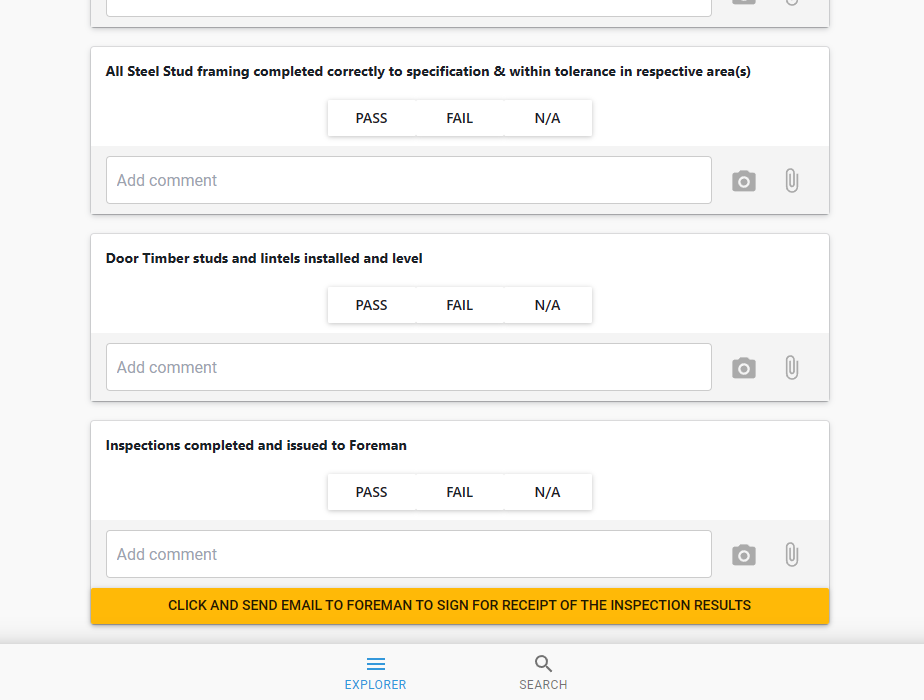 All Steel Stud framing completed correctly to specification & within tolerance in respective area(s)
PASS FAIL N/A
Add comment
Door Timber studs and lintels installed and level
PASS FAIL N/A
Add comment
Inspections completed and issued to Foreman
PASS FAIL N/A
Add comment
CLICK AND SEND EMAIL TO FOREMAN TO SIGN FOR RECEIPT OF THE INSPECTION RESULTS
EXPLORER SEARCH